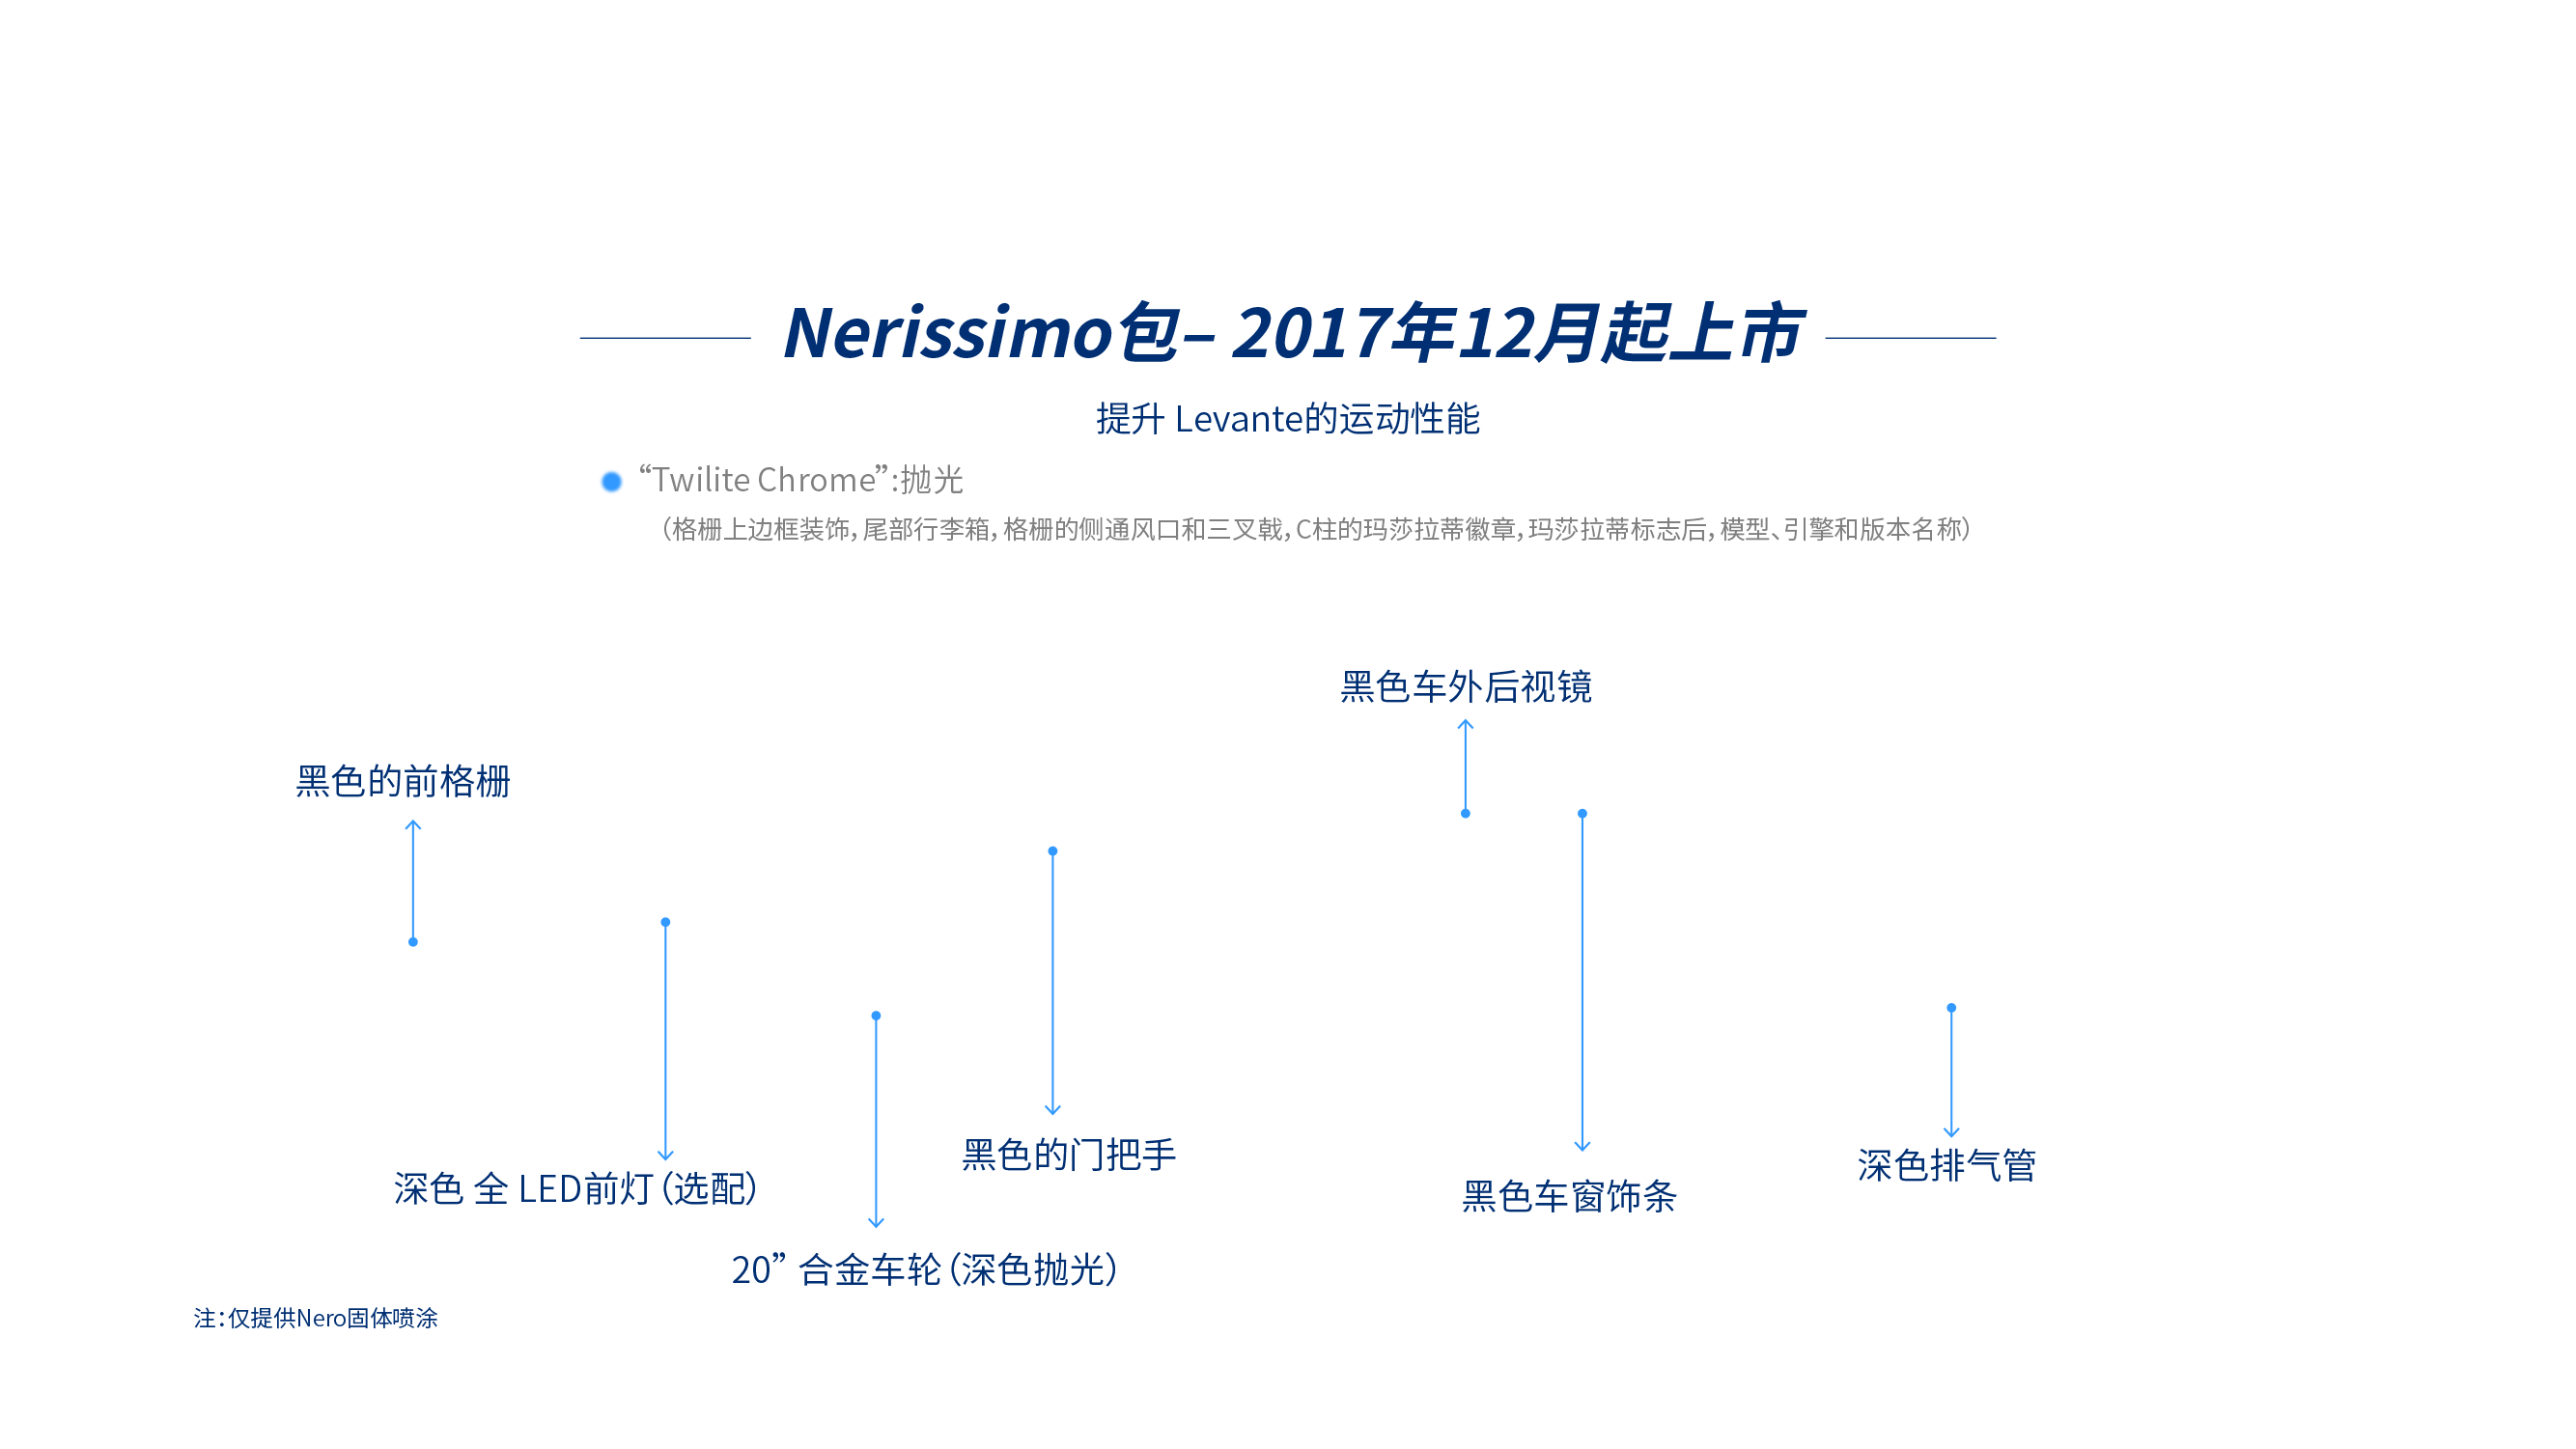 Nerissimo包– 2017年12月起上市
提升 Levante的运动性能
“Twilite Chrome”:抛光
（格栅上边框装饰，尾部行李箱，格栅的侧通风口和三叉戟，C柱的玛莎拉蒂徽章，玛莎拉蒂标志后，模型、引擎和版本名称）
黑色车外后视镜
黑色的前格栅
黑色的门把手
深色排气管
深色 全 LED前灯（选配）
黑色车窗饰条
20” 合金车轮（深色抛光）
注：仅提供Nero固体喷涂